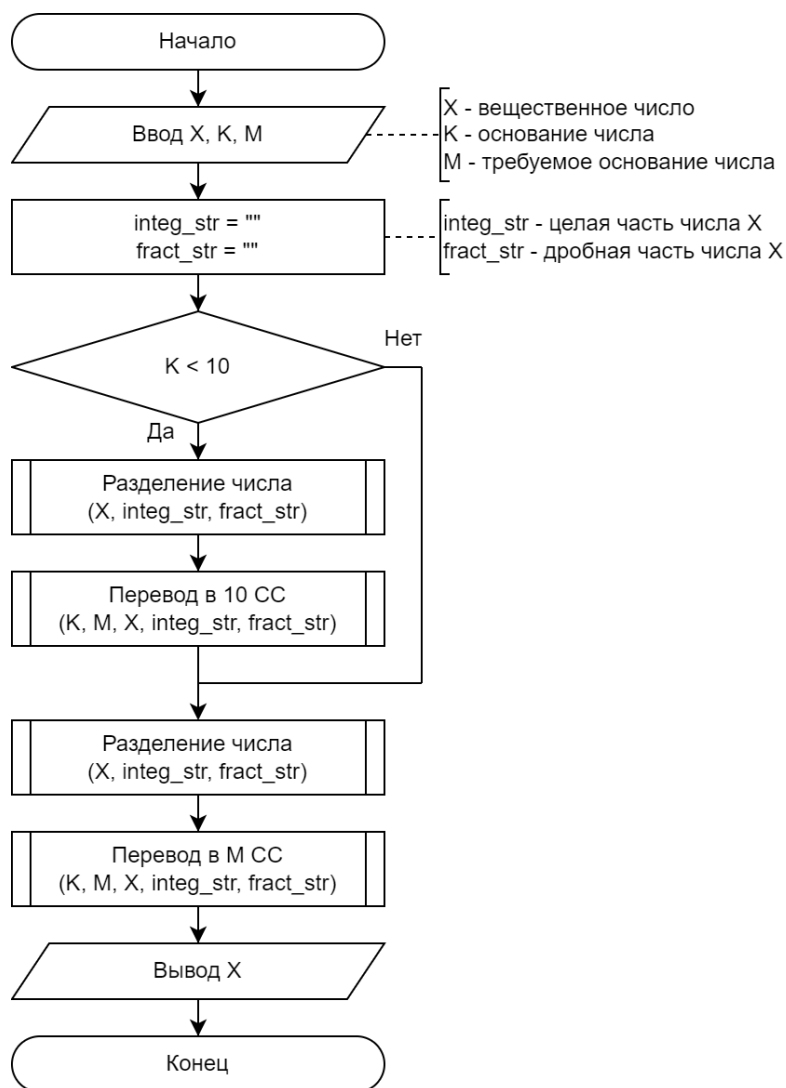 Начало
Ввод X, K, M
X - вещественное число
K - основание числа
M - требуемое основание числа
integ_str = ""
fract_str = ""
integ_str - целая часть числа X
fract_str - дробная часть числа X
K < 10
Нет
Да
Разделение числа
(X, integ_str, fract_str)
Перевод в 10 СС
(K, M, X, integ_str, fract_str)
Разделение числа
(X, integ_str, fract_str)
Перевод в M СС
(K, M, X, integ_str, fract_str)
Вывод X
Конец